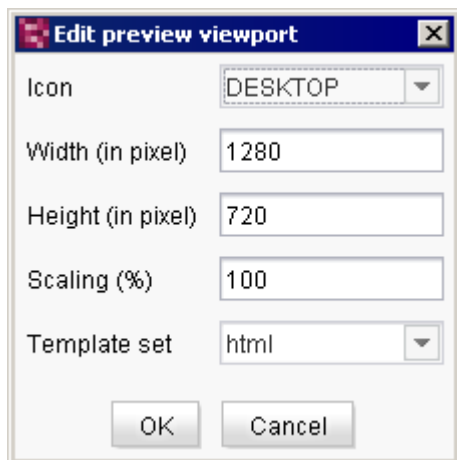 Edit preview viewport
Icon DESKTOP
Width (in pixel) 1280
Height (in pixel) 720
Scaling (%) 100
Template set html
OK Cancel